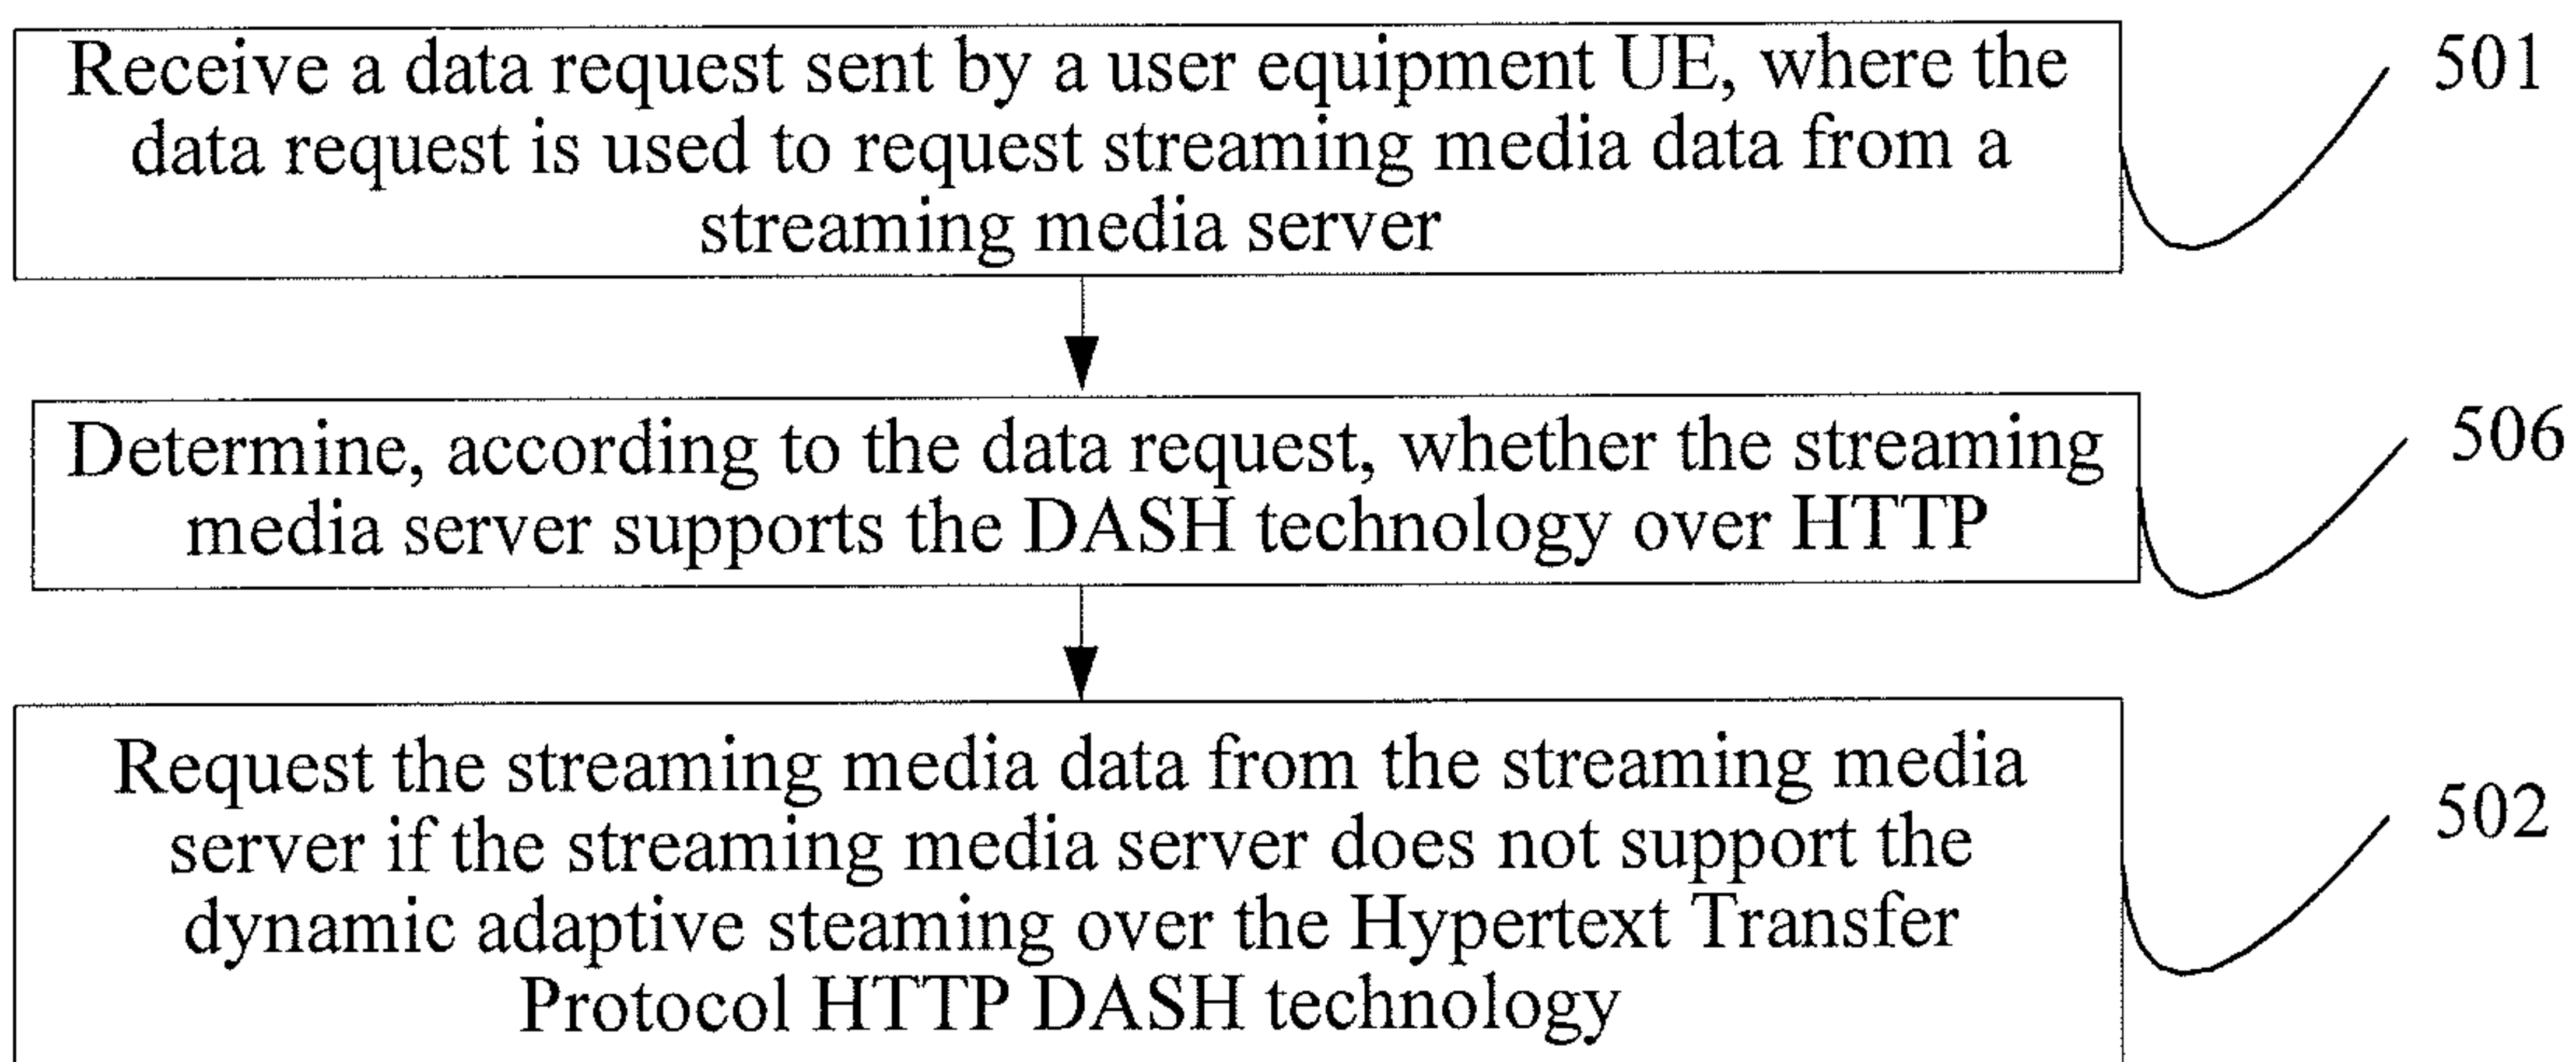 Receive a data request sent by a user equipment UE, where the
data request is used to request streaming media data from a
streaming media server
501
Determine, according to the data request, whether the streaming
media server supports the DASH technology over HTTP
506
Request the streaming media data from the streaming media
server if the streaming media server does not support the
dynamic adaptive steaming over the Hypertext Transfer
Protocol HTTP DASH technology
502